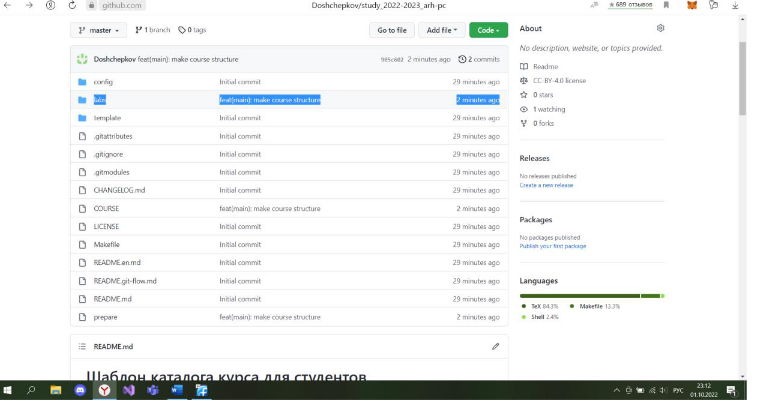 github.com
Doshchepkov/study_2022-2023_arh-pc
★ 689 отзывов
master
1 branch
0 tags
Go to file
Add file
Code
Doshchepkov feat(main): make course structure
2 minutes ago
2 commits
config Initial commit 29 minutes ago
labs feat(main): make course structure 2 minutes ago
template Initial commit 29 minutes ago
.gitattributes Initial commit 29 minutes ago
.gitignore Initial commit 29 minutes ago
.gitmodules Initial commit 29 minutes ago
CHANGELOG.md Initial commit 29 minutes ago
COURSE feat(main): make course structure 2 minutes ago
LICENSE Initial commit 29 minutes ago
Makefile Initial commit 29 minutes ago
README.en.md Initial commit 29 minutes ago
README.git-flow.md Initial commit 29 minutes ago
README.md Initial commit 29 minutes ago
prepare feat(main): make course structure 2 minutes ago
README.md
Шаблон каталога курса для студентов
About
No description, website, or topics provided.
Readme
CC-BY-4.0 license
0 stars
1 watching
0 forks
Releases
No releases published
Create a new release
Packages
No packages published
Publish your first package
Languages
TeX 84.3%
Makefile 13.3%
Shell 2.4%
РУС
23:12
01.10.2022